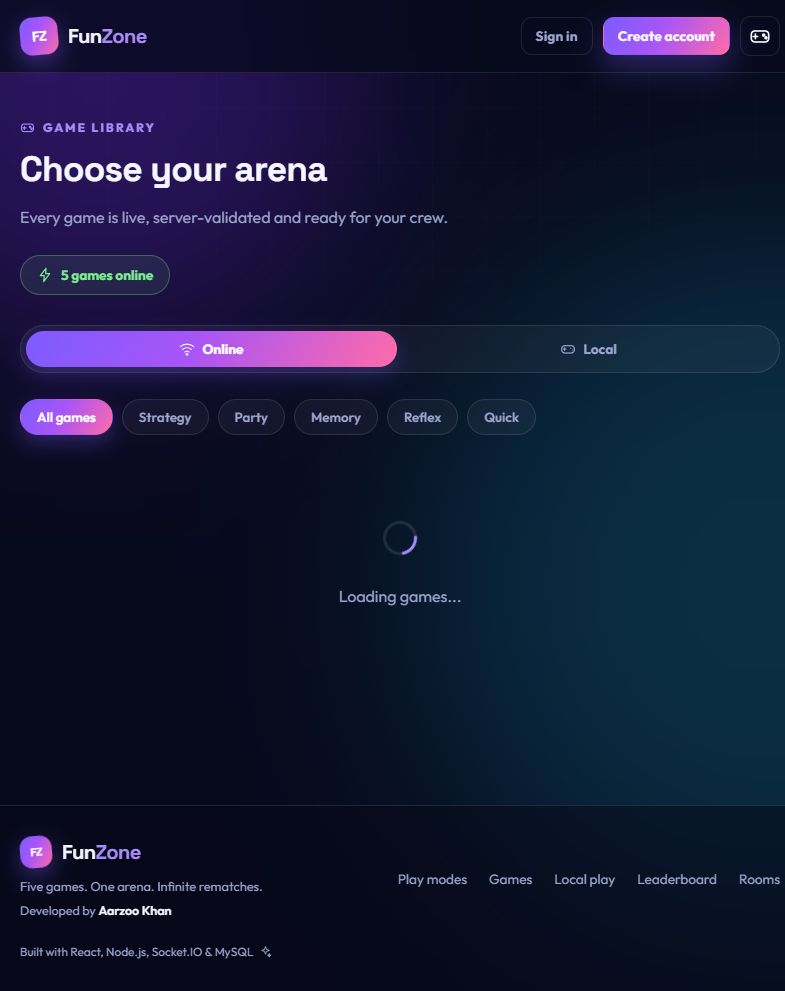 FZ FunZone Sign in Create account
GAME LIBRARY
Choose your arena
Every game is live, server-validated and ready for your crew.
5 games online
Online Local
All games Strategy Party Memory Reflex Quick
Loading games...
FZ FunZone
Five games. One arena. Infinite rematches.
Play modes Games Local play Leaderboard Rooms
Developed by Aarzoo Khan
Built with React, Node.js, Socket.IO & MySQL